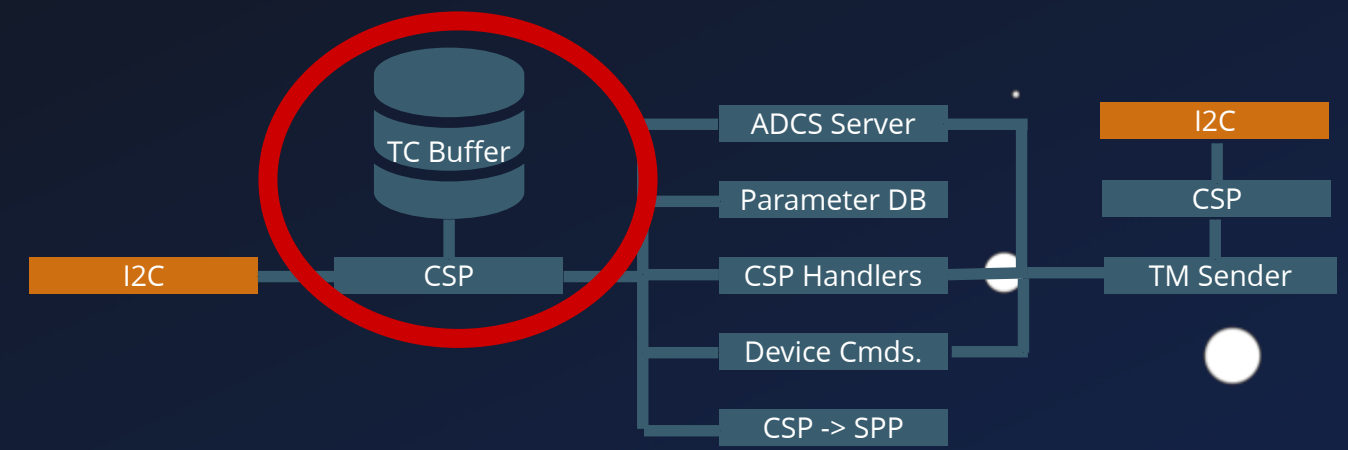 TC Buffer
I2C
CSP
ADCS Server
Parameter DB
CSP Handlers
Device Cmds.
CSP -> SPP
I2C
CSP
TM Sender